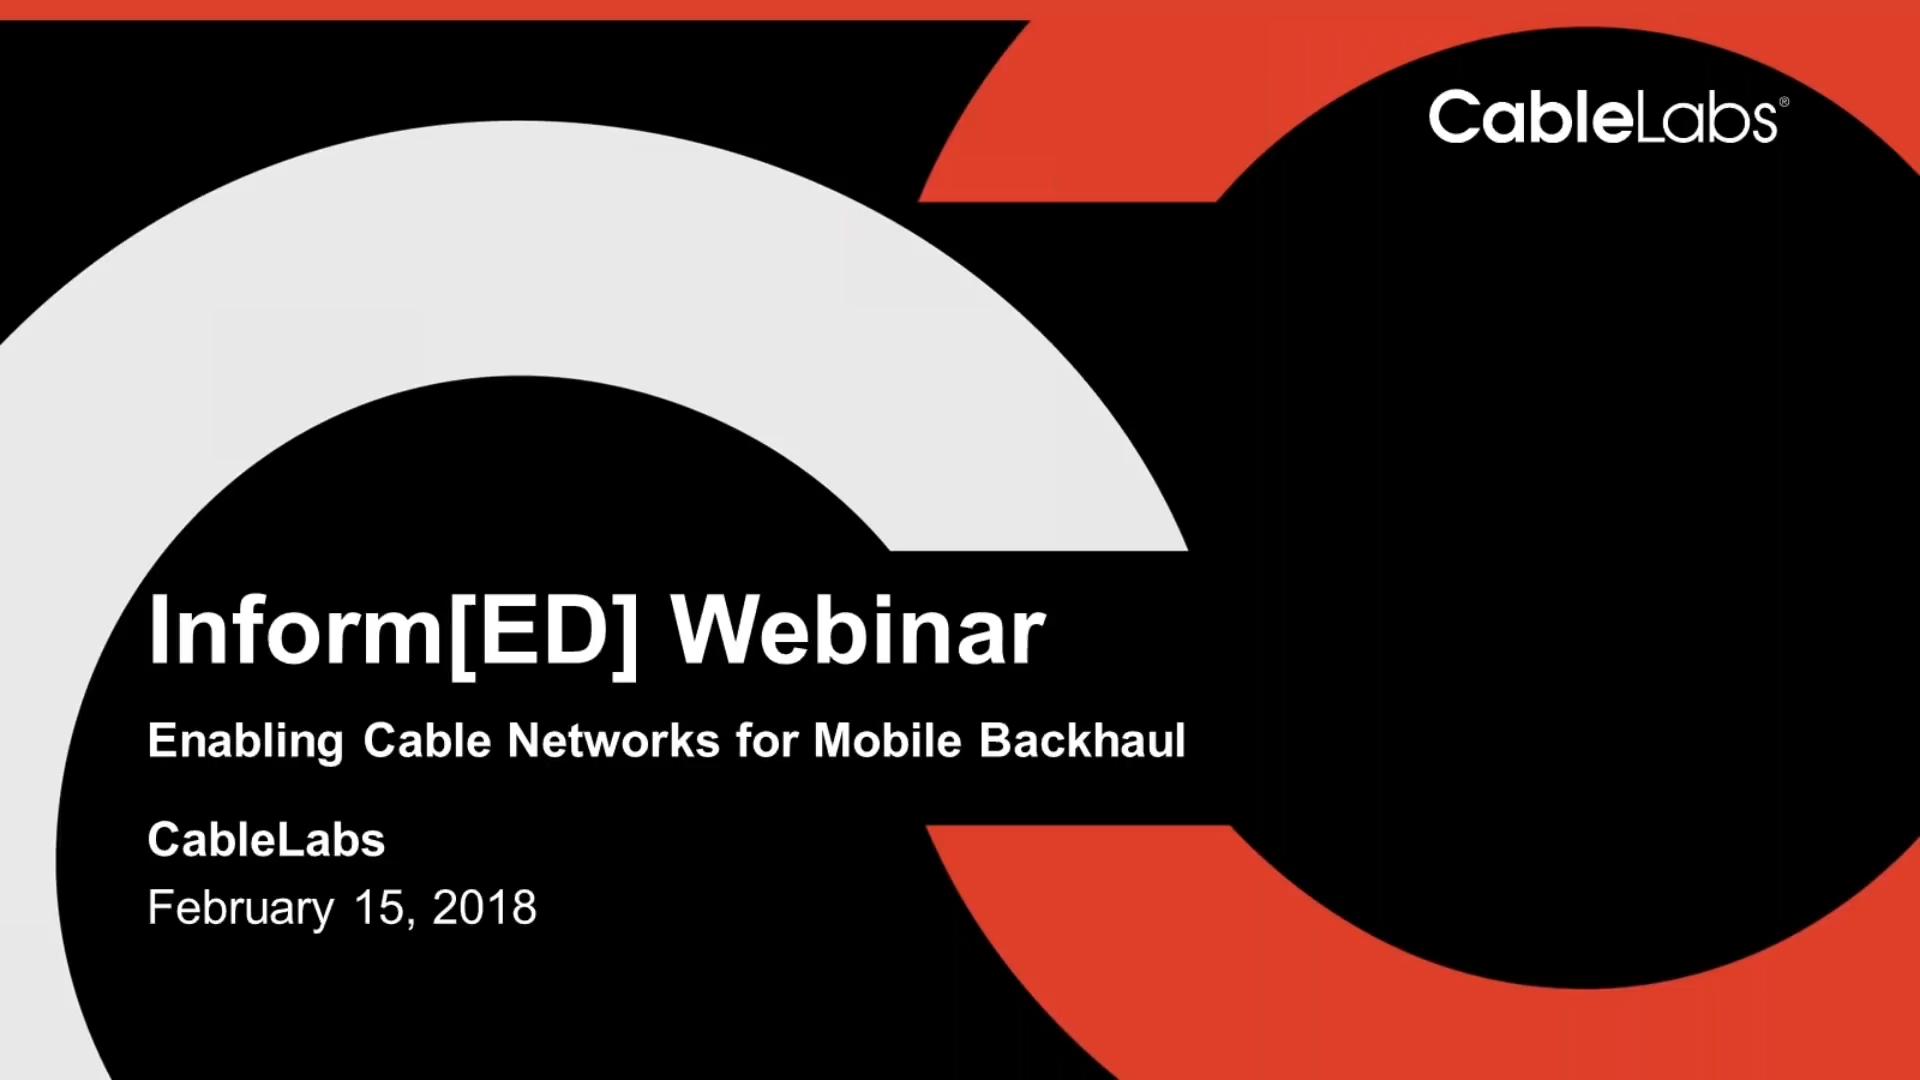 CableLabs®
Inform[ED] Webinar
Enabling Cable Networks for Mobile Backhaul
CableLabs
February 15, 2018